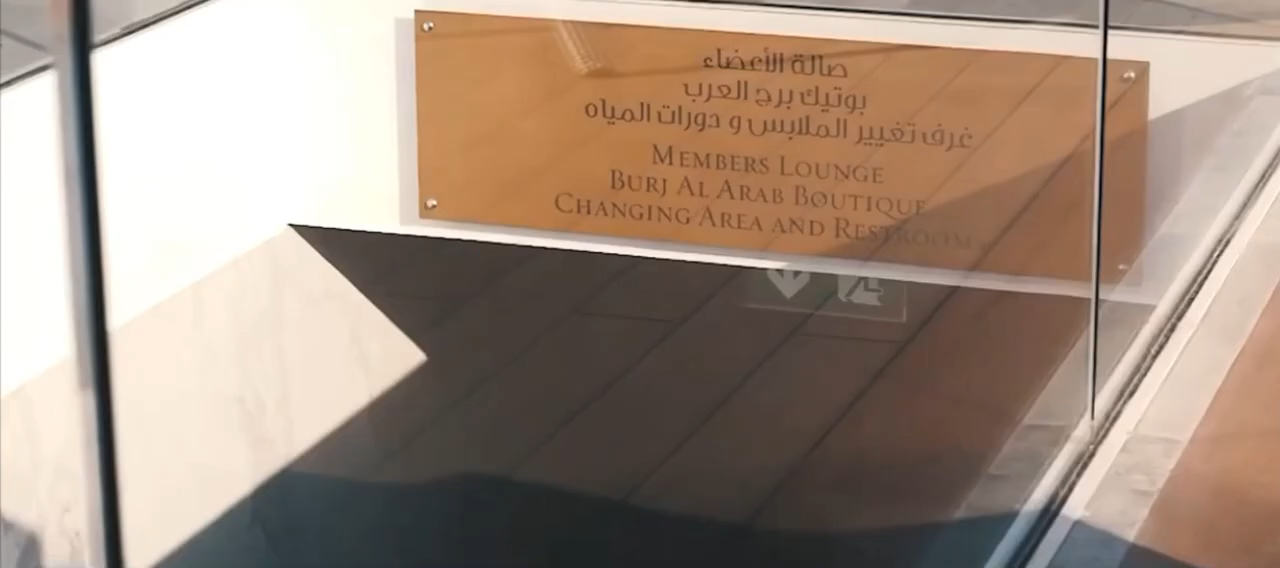 صالة الأعضاء
بوتيك برج العرب
غرف تغيير الملابس و دورات المياه
MEMBERS LOUNGE
BURJ AL ARAB BOUTIQUE
CHANGING AREA AND RESTROOMS